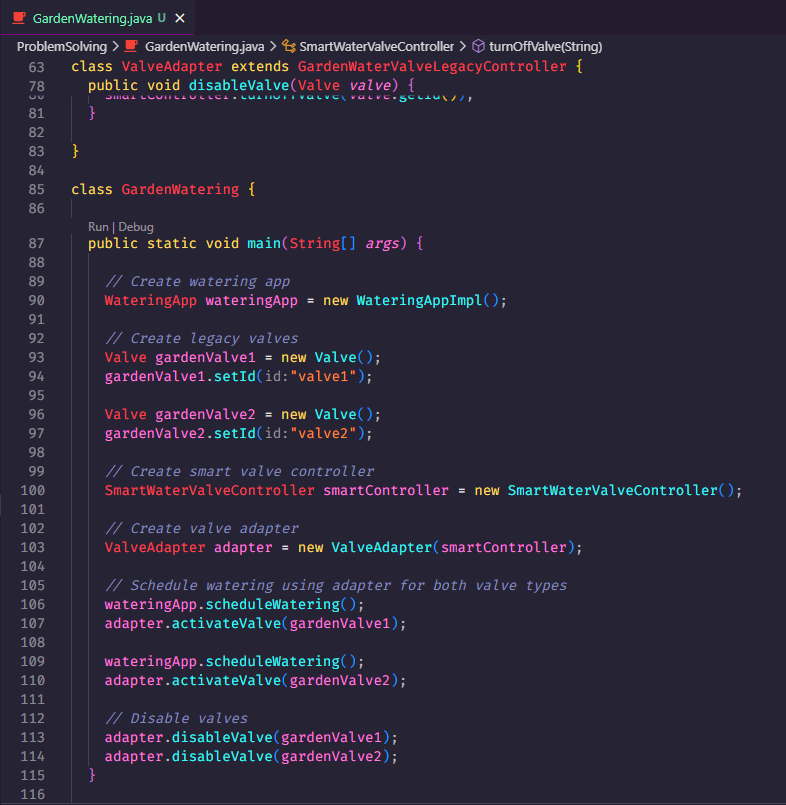 GardenWatering.java U ×
ProblemSolving > GardenWatering.java > SmartWaterValveController > turnOffValve(String)
63 class ValveAdapter extends GardenWaterValveLegacyController {
78 public void disableValve(Valve valve) {
80 smartController.turnOffValve(valve.getId());
81 }
82
83 }
84
85 class GardenWatering {
86
Run | Debug
87 public static void main(String[] args) {
88
89 // Create watering app
90 WateringApp wateringApp = new WateringAppImpl();
91
92 // Create legacy valves
93 Valve gardenValve1 = new Valve();
94 gardenValve1.setId(id:"valve1");
95
96 Valve gardenValve2 = new Valve();
97 gardenValve2.setId(id:"valve2");
98
99 // Create smart valve controller
100 SmartWaterValveController smartController = new SmartWaterValveController();
101
102 // Create valve adapter
103 ValveAdapter adapter = new ValveAdapter(smartController);
104
105 // Schedule watering using adapter for both valve types
106 wateringApp.scheduleWatering();
107 adapter.activateValve(gardenValve1);
108
109 wateringApp.scheduleWatering();
110 adapter.activateValve(gardenValve2);
111
112 // Disable valves
113 adapter.disableValve(gardenValve1);
114 adapter.disableValve(gardenValve2);
115 }
116